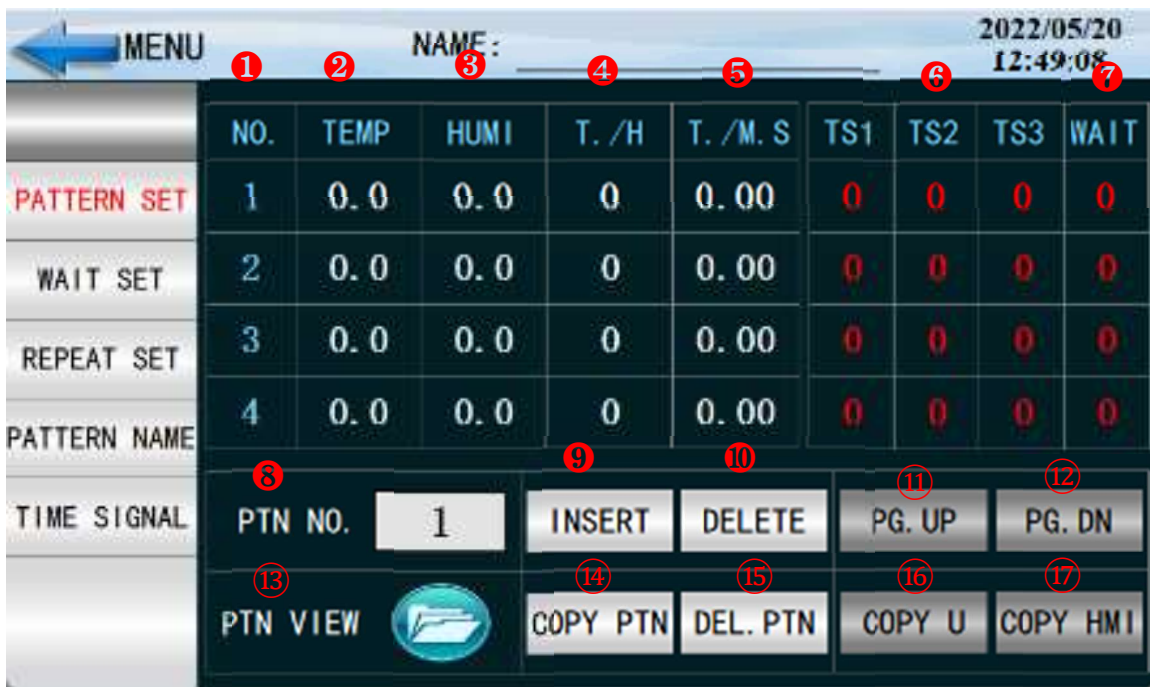 MENU NAME: 2022/05/20
12:49:08
❶ ❷ ❸ ❹ ❺ ❻ ❼
NO. TEMP HUMI T./H T./M.S TS1 TS2 TS3 WAIT
PATTERN SET 1 0.0 0.0 0 0.00 0 0 0 0
WAIT SET 2 0.0 0.0 0 0.00 0 0 0 0
REPEAT SET 3 0.0 0.0 0 0.00 0 0 0 0
PATTERN NAME 4 0.0 0.0 0 0.00 0 0 0 0
❽ ❾ ❿ ⑪ ⑫
TIME SIGNAL PTN NO. 1 INSERT DELETE PG.UP PG.DN
⑬ ⑭ ⑮ ⑯ ⑰
PTN VIEW COPY PTN DEL.PTN COPY U COPY HMI